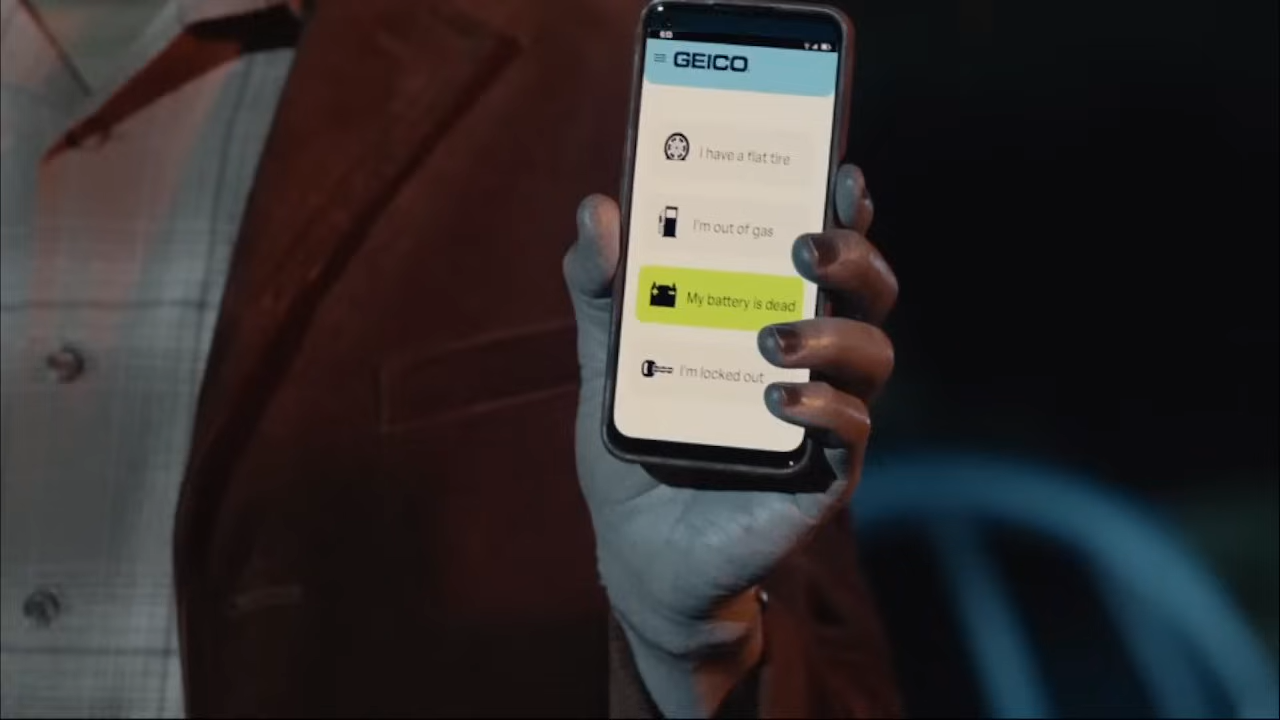 GEICO
I have a flat tire
I'm out of gas
My battery is dead
I'm locked out